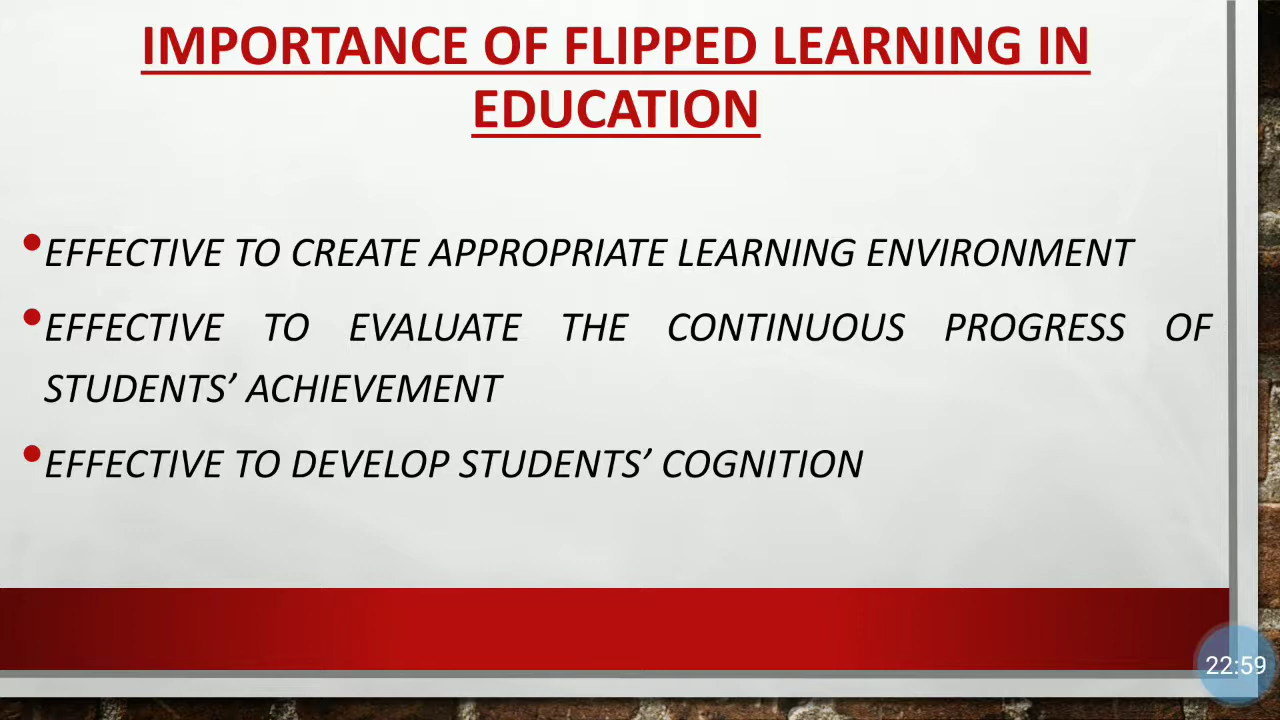 IMPORTANCE OF FLIPPED LEARNING IN
EDUCATION
•EFFECTIVE TO CREATE APPROPRIATE LEARNING ENVIRONMENT
•EFFECTIVE TO EVALUATE THE CONTINUOUS PROGRESS OF
STUDENTS’ ACHIEVEMENT
•EFFECTIVE TO DEVELOP STUDENTS’ COGNITION
22:59